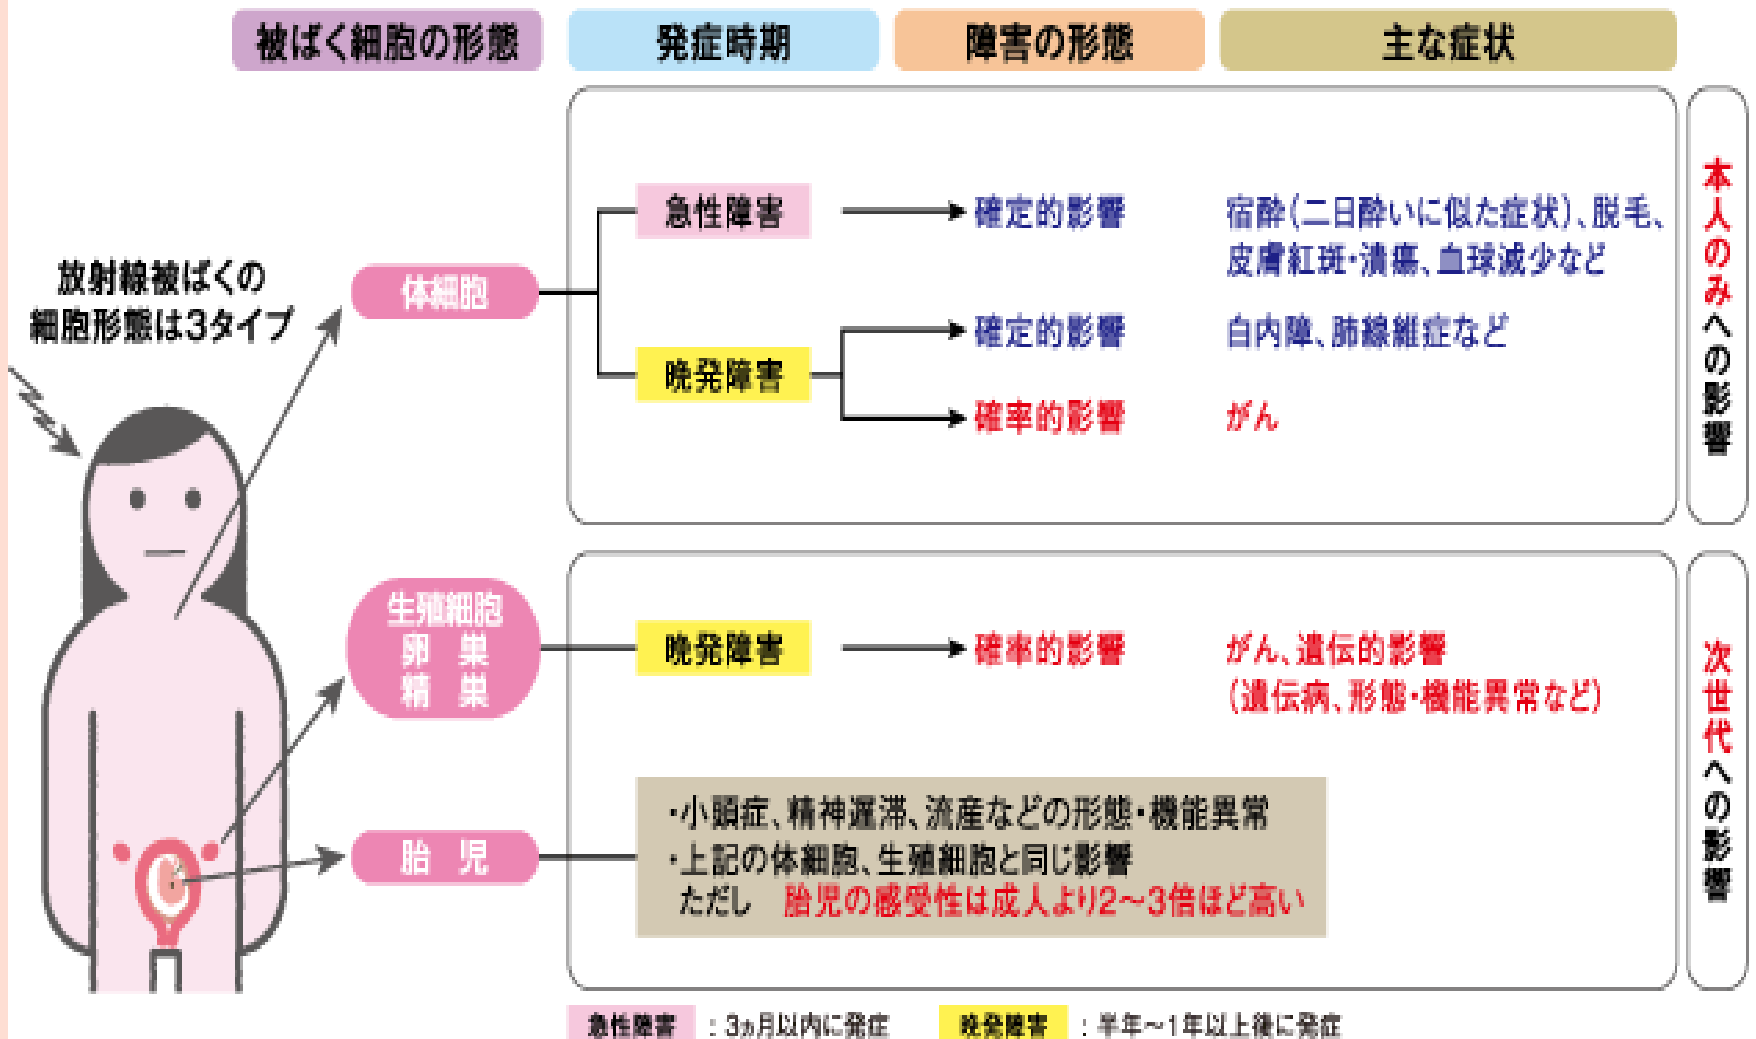 被ばく細胞の形態
発症時期
障害の形態
主な症状
放射線被ばくの
細胞形態は3タイプ
体細胞
急性障害
確定的影響
宿酔(二日酔いに似た症状)、脱毛、
皮膚紅斑・潰瘍、血球減少など
晩発障害
確定的影響
白内障、肺線維症など
確率的影響
がん
本人のみへの影響
生殖細胞
卵 巣
精 巣
晩発障害
確率的影響
がん、遺伝的影響
(遺伝病、形態・機能異常など)
胎 児
・小頭症、精神遅滞、流産などの形態・機能異常
・上記の体細胞、生殖細胞と同じ影響
ただし 胎児の感受性は成人より2〜3倍ほど高い
次世代への影響
急性障害 : 3ヵ月以内に発症
晩発障害 : 半年〜1年以上後に発症